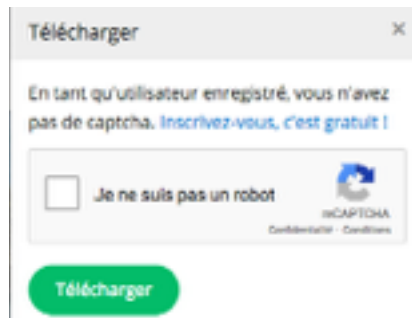 Télécharger ×
En tant qu'utilisateur enregistré, vous n'avez
pas de captcha. Inscrivez-vous, c'est gratuit !
Je ne suis pas un robot
reCAPTCHA
Confidentialité - Conditions
Télécharger